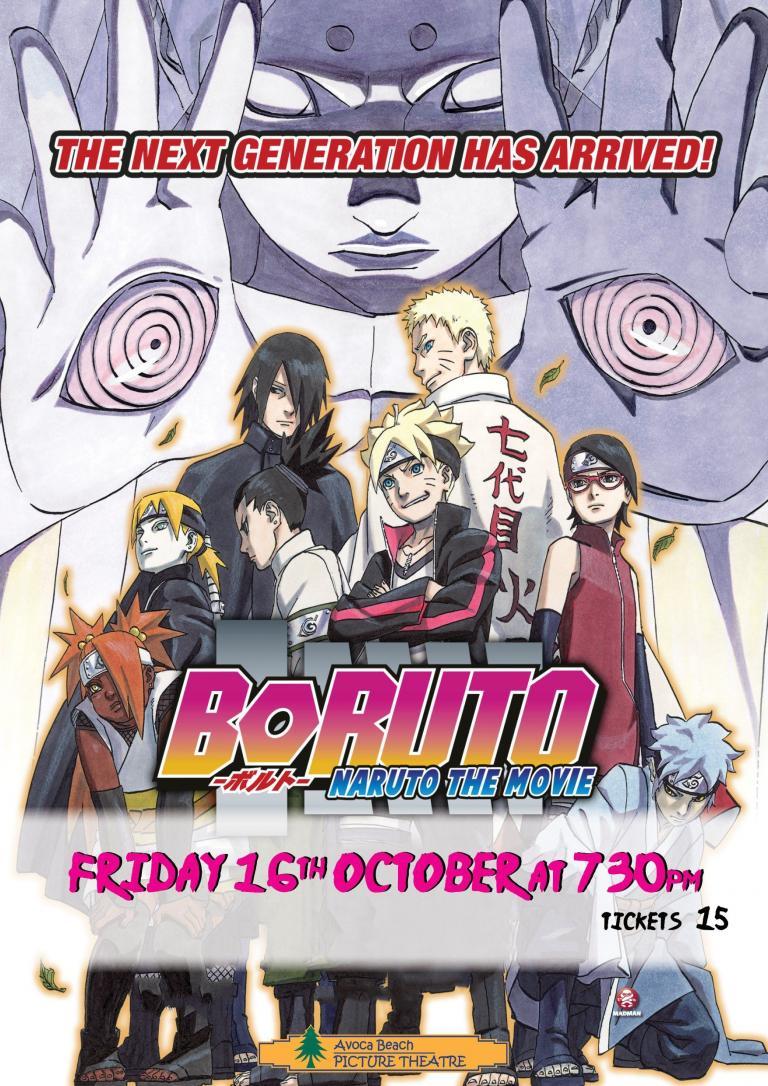 THE NEXT GENERATION HAS ARRIVED!
七代目火
BORUTO
-ボルト- NARUTO THE MOVIE
FRIDAY 16TH OCTOBER AT 730PM
TICKETS 15
MADMAN
Avoca Beach
PICTURE THEATRE